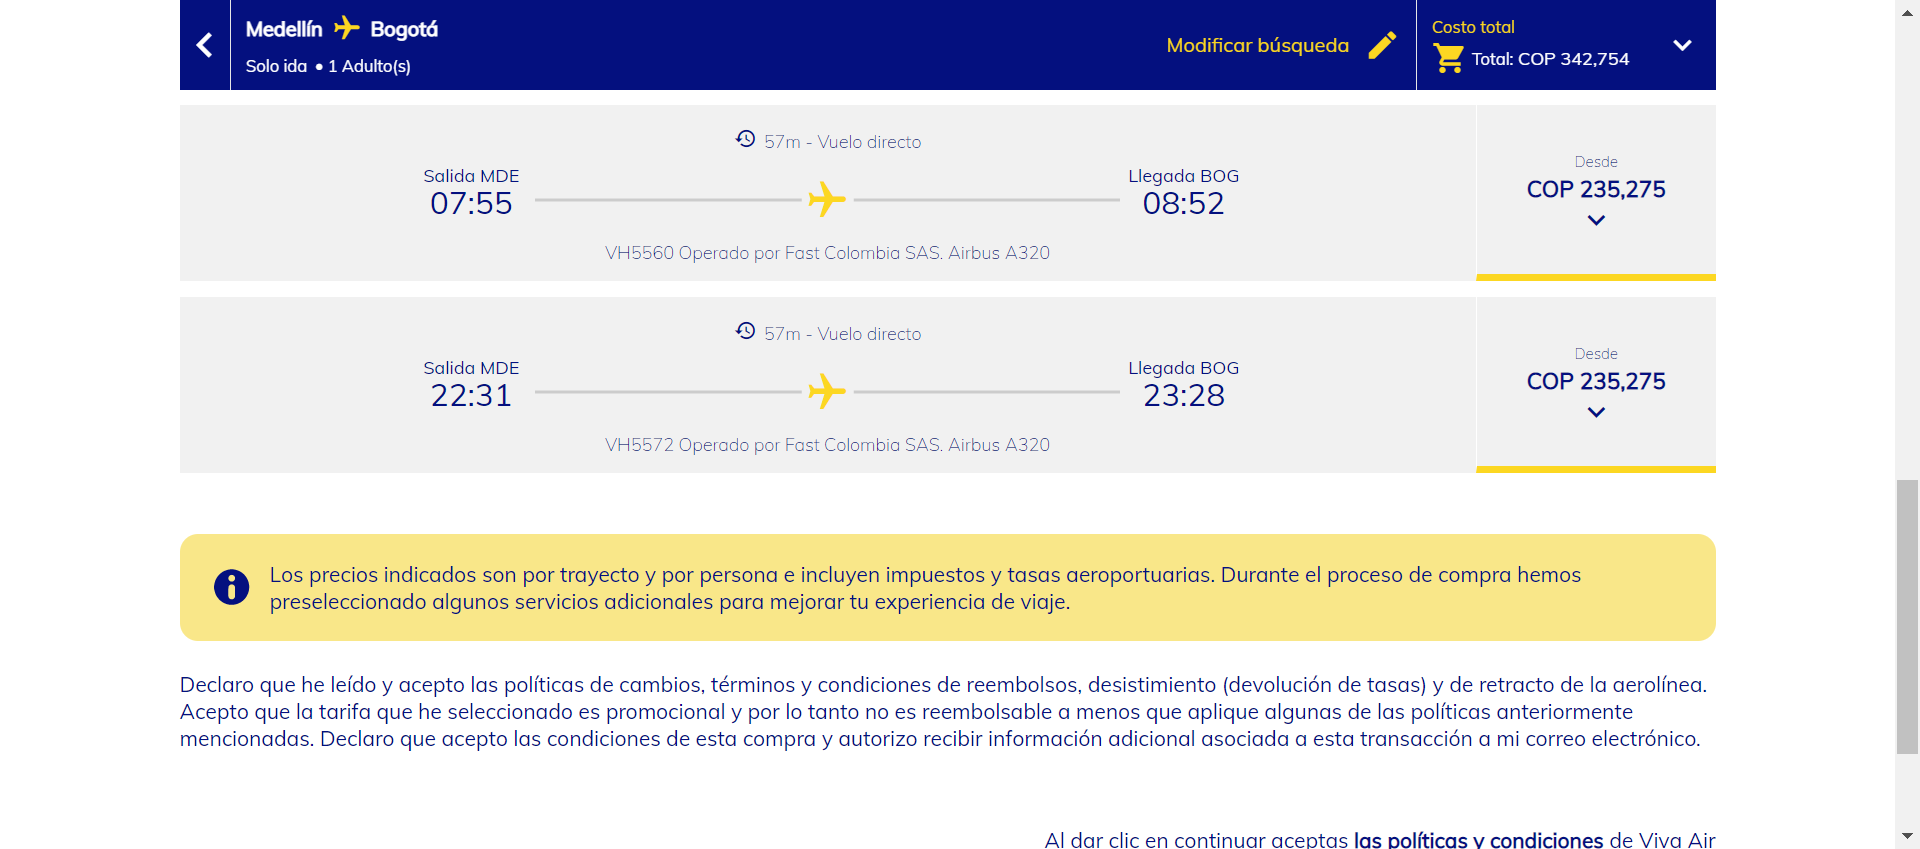 Medellín Bogotá
Solo ida • 1 Adulto(s)
Modificar búsqueda
Costo total
Total: COP 342,754
57m - Vuelo directo
Salida MDE
07:55
Llegada BOG
08:52
VH5560 Operado por Fast Colombia SAS. Airbus A320
Desde
COP 235,275
57m - Vuelo directo
Salida MDE
22:31
Llegada BOG
23:28
VH5572 Operado por Fast Colombia SAS. Airbus A320
Desde
COP 235,275
Los precios indicados son por trayecto y por persona e incluyen impuestos y tasas aeroportuarias. Durante el proceso de compra hemos
preseleccionado algunos servicios adicionales para mejorar tu experiencia de viaje.
Declaro que he leído y acepto las políticas de cambios, términos y condiciones de reembolsos, desistimiento (devolución de tasas) y de retracto de la aerolínea.
Acepto que la tarifa que he seleccionado es promocional y por lo tanto no es reembolsable a menos que aplique algunas de las políticas anteriormente
mencionadas. Declaro que acepto las condiciones de esta compra y autorizo recibir información adicional asociada a esta transacción a mi correo electrónico.
Al dar clic en continuar aceptas las políticas y condiciones de Viva Air